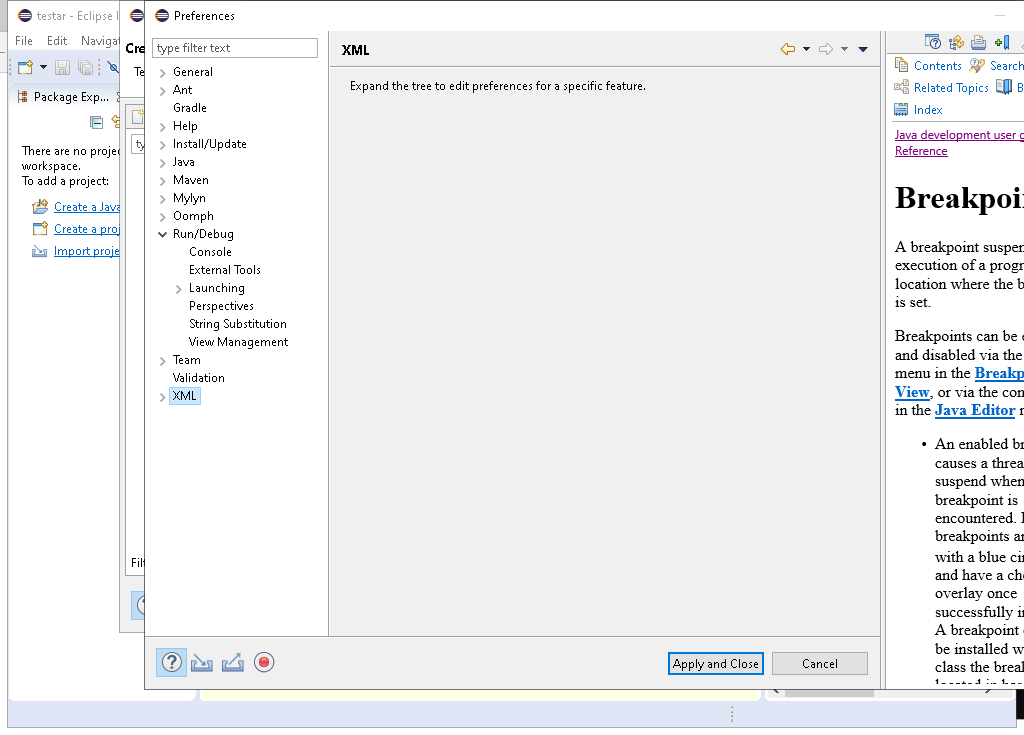 testar - Eclipse I
File Edit Navigat
Package Exp...
There are no projec
workspace.
To add a project:
Create a Java
Create a proj
Import proje
Cre
Te
ty
Filt
Preferences
type filter text
General
Ant
Gradle
Help
Install/Update
Java
Maven
Mylyn
Oomph
Run/Debug
Console
External Tools
Launching
Perspectives
String Substitution
View Management
Team
Validation
XML
XML
Expand the tree to edit preferences for a specific feature.
Apply and Close
Cancel
Contents Search
Related Topics B
Index
Java development user g
Reference
Breakpoi
A breakpoint suspen
execution of a progr
location where the b
is set.
Breakpoints can be e
and disabled via the
menu in the Breakp
View, or via the con
in the Java Editor r
• An enabled br
causes a threa
suspend when
breakpoint is
encountered. E
breakpoints ar
with a blue cir
and have a che
overlay once
successfully in
A breakpoint c
be installed w
class the break